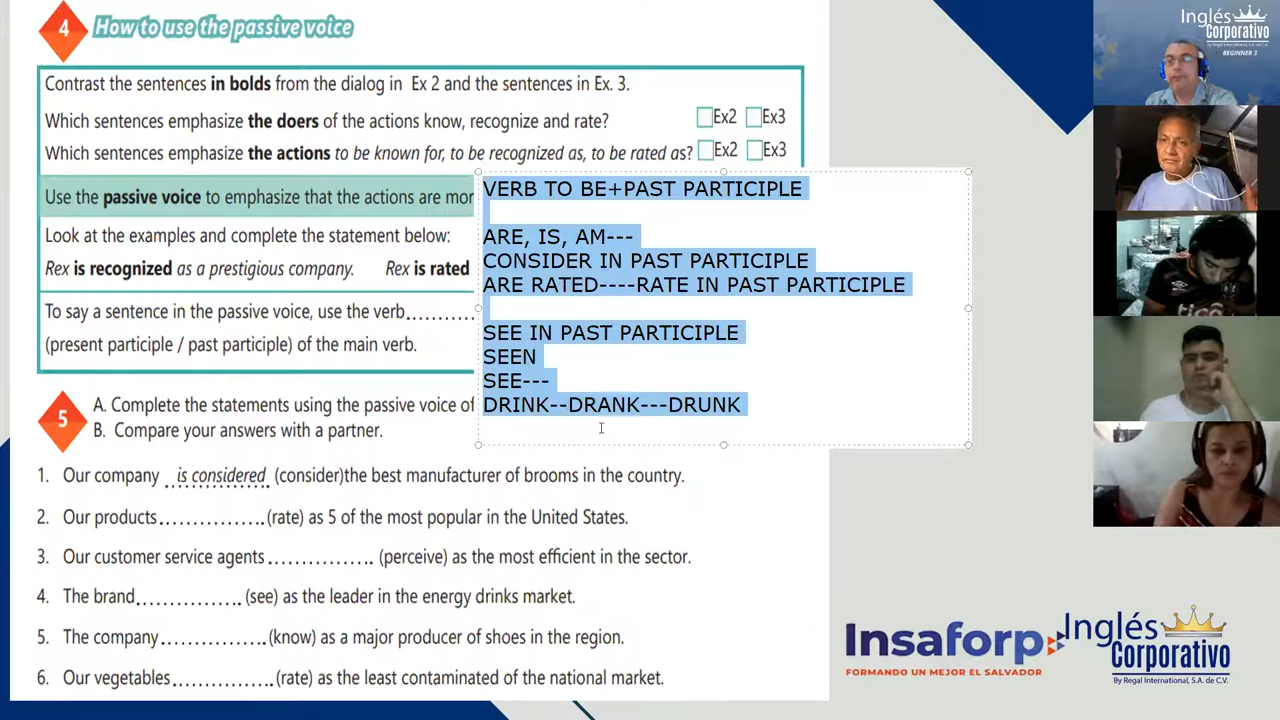 4 How to use the passive voice
Contrast the sentences in bolds from the dialog in Ex 2 and the sentences in Ex. 3.
Which sentences emphasize the doers of the actions know, recognize and rate? Ex2 Ex3
Which sentences emphasize the actions to be known for, to be recognized as, to be rated as? Ex2 Ex3
Use the passive voice to emphasize that the actions are mor
Look at the examples and complete the statement below:
Rex is recognized as a prestigious company. Rex is rated
To say a sentence in the passive voice, use the verb..........
(present participle / past participle) of the main verb.
VERB TO BE+PAST PARTICIPLE
ARE, IS, AM---
CONSIDER IN PAST PARTICIPLE
ARE RATED----RATE IN PAST PARTICIPLE
SEE IN PAST PARTICIPLE
SEEN
SEE---
DRINK--DRANK---DRUNK
5 A. Complete the statements using the passive voice of
B. Compare your answers with a partner.
1. Our company is considered (consider)the best manufacturer of brooms in the country.
2. Our products................(rate) as 5 of the most popular in the United States.
3. Our customer service agents ................ (perceive) as the most efficient in the sector.
4. The brand................ (see) as the leader in the energy drinks market.
5. The company................(know) as a major producer of shoes in the region.
6. Our vegetables................(rate) as the least contaminated of the national market.
Inglés
Corporativo
By Regal International, S.A. de C.V.
BEGINNER 3
tigo
Insaforp
FORMANDO UN MEJOR EL SALVADOR
Inglés
Corporativo
By Regal International, S.A. de C.V.